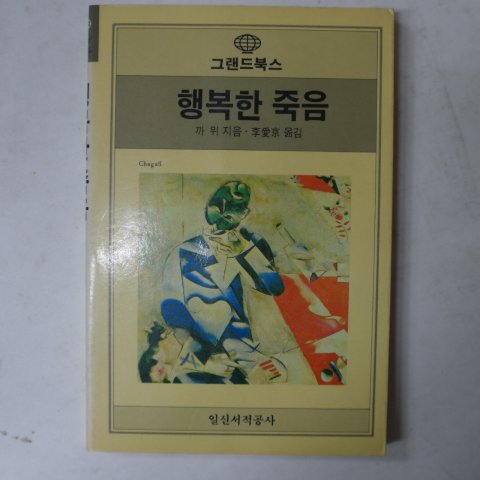 그랜드북스
행복한 죽음
까 뮈 지음 · 李愛京 옮김
Chagall
일신서적공사